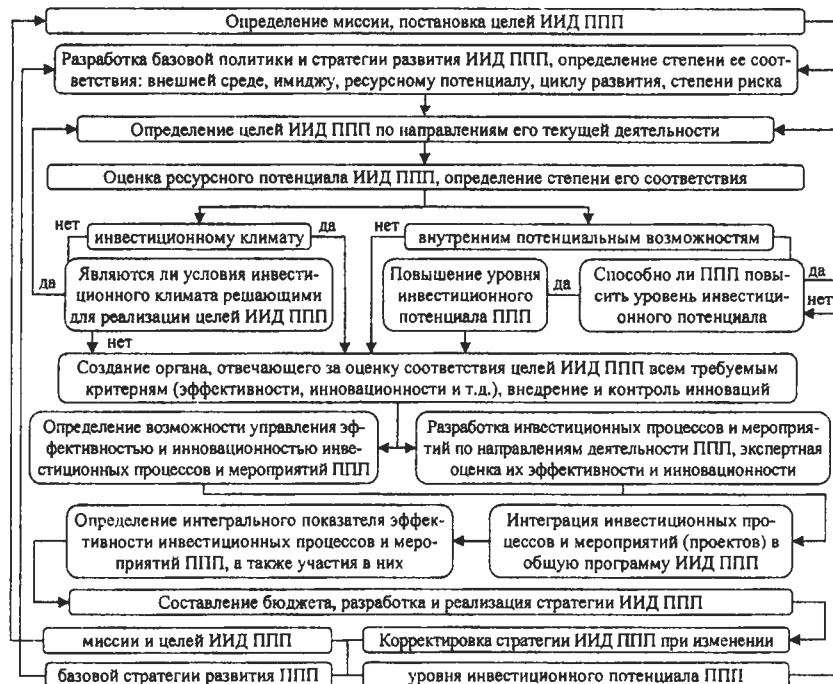 Определение миссии, постановка целей ИИД ППП
Разработка базовой политики и стратегии развития ИИД ППП, определение степени ее соот-
ветствия: внешней среде, имиджу, ресурсному потенциалу, циклу развития, степени риска
Определение целей ИИД ППП по направлениям его текущей деятельности
Оценка ресурсного потенциала ИИД ППП, определение степени его соответствия
нет
инвестиционному климату
да
нет
внутренним потенциальным возможностям
да
Являются ли условия инвести-
ционного климата решающими
для реализации целей ИИД ППП
Повышение уровня
инвестиционного
потенциала ППП
да
Способно ли ППП повы-
сить уровень инвестици-
онного потенциала
да
нет
нет
Создание органа, отвечающего за оценку соответствия целей ИИД ППП всем требуемым
критериям (эффективности, инновационности и т.д.), внедрение и контроль инноваций
Определение возможности управления эф-
фективностью и инновационностью инве-
стиционных процессов и мероприятий ППП
Разработка инвестиционных процессов и мероприя-
тий по направлениям деятельности ППП, экспертная
оценка их эффективности и инновационности
Определение интегрального показателя эффек-
тивности инвестиционных процессов и меро-
приятий ППП, а также участия в них
Интеграция инвестиционных про-
цессов и мероприятий (проектов) в
общую программу ИИД ППП
Составление бюджета, разработка и реализация стратегии ИИД ППП
миссии и целей ИИД ППП
Корректировка стратегии ИИД ППП при изменении
базовой стратегии развития ППП
уровня инвестиционного потенциала ППП